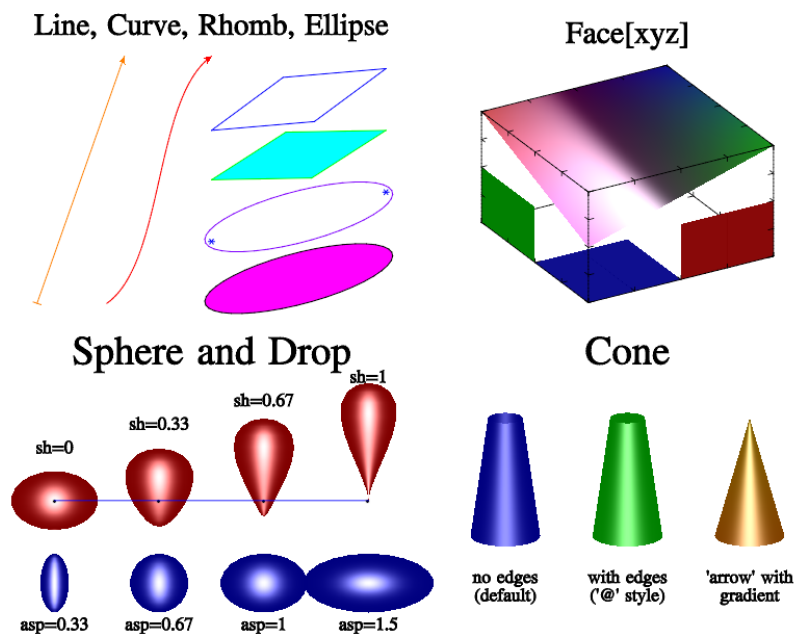 Line, Curve, Rhomb, Ellipse
Face[xyz]
Sphere and Drop
sh=0
sh=0.33
sh=0.67
sh=1
asp=0.33
asp=0.67
asp=1
asp=1.5
Cone
no edges
(default)
with edges
('@' style)
'arrow' with
gradient